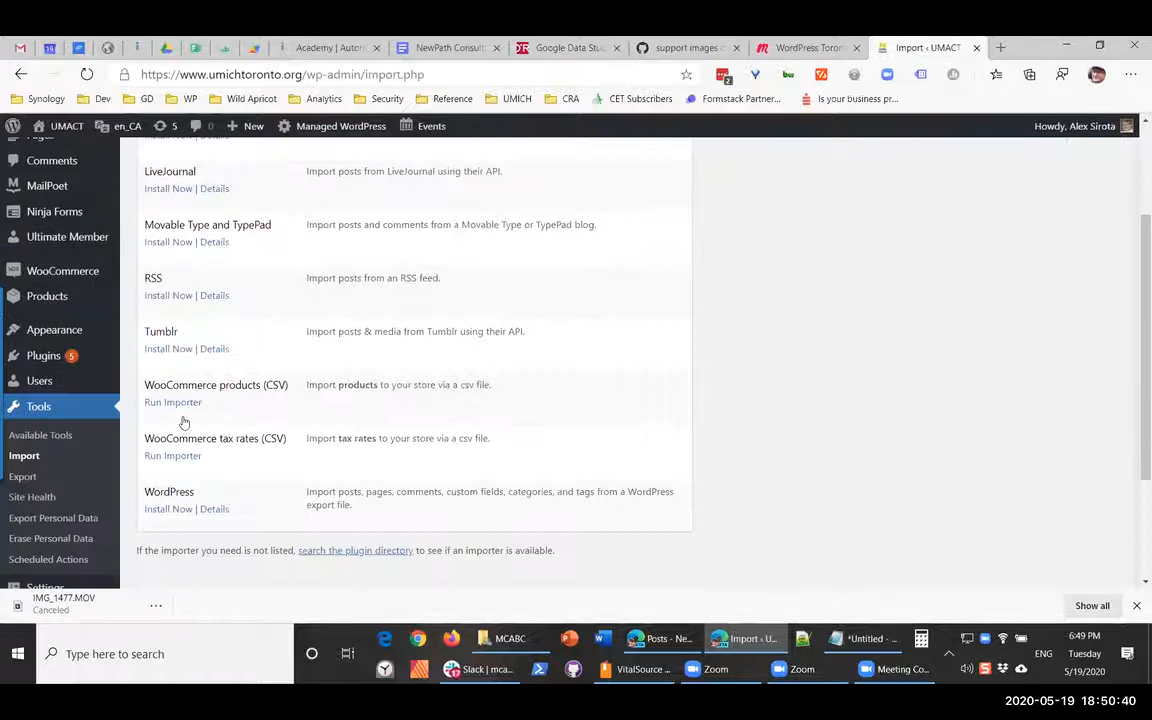 Academy | Auton
NewPath Consult
Google Data Stu
support images
WordPress Toron
Import ‹ UMACT
https://www.umichtoronto.org/wp-admin/import.php
Synology
Dev
GD
WP
Wild Apricot
Analytics
Security
Reference
UMICH
CRA
CET Subscribers
Formstack Partner...
Is your business pr...
UMACT
en_CA
5
0
New
Managed WordPress
Events
Howdy, Alex Sirota
Comments
MailPoet
Ninja Forms
Ultimate Member
WooCommerce
Products
Appearance
Plugins 5
Users
Tools
Available Tools
Import
Export
Site Health
Export Personal Data
Erase Personal Data
Scheduled Actions
Settings
LiveJournal
Import posts from LiveJournal using their API.
Install Now | Details
Movable Type and TypePad
Import posts and comments from a Movable Type or TypePad blog.
Install Now | Details
RSS
Import posts from an RSS feed.
Install Now | Details
Tumblr
Import posts & media from Tumblr using their API.
Install Now | Details
WooCommerce products (CSV)
Import products to your store via a csv file.
Run Importer
WooCommerce tax rates (CSV)
Import tax rates to your store via a csv file.
Run Importer
WordPress
Import posts, pages, comments, custom fields, categories, and tags from a WordPress
export file.
Install Now | Details
If the importer you need is not listed, search the plugin directory to see if an importer is available.
IMG_1477.MOV
Canceled
Show all
Type here to search
MCABC
Posts - Ne...
Import ‹ U...
*Untitled - ...
Slack | mca...
VitalSource ...
Zoom
Zoom
Meeting Co...
ENG
6:49 PM
Tuesday
5/19/2020
2020-05-19 18:50:40